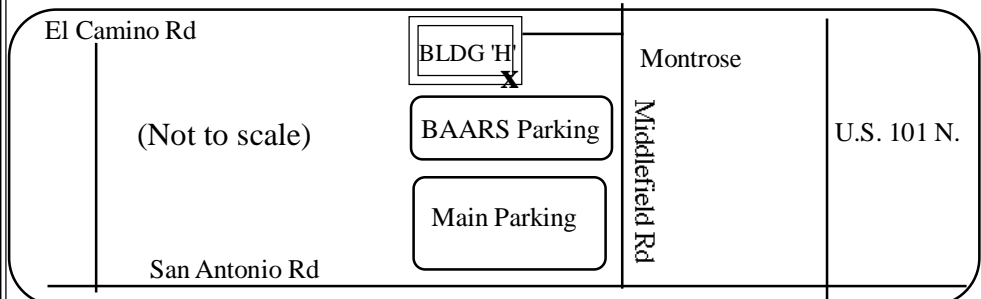 El Camino Rd
BLDG 'H'
X
Montrose
(Not to scale)
BAARS Parking
Middlefield Rd
U.S. 101 N.
Main Parking
San Antonio Rd